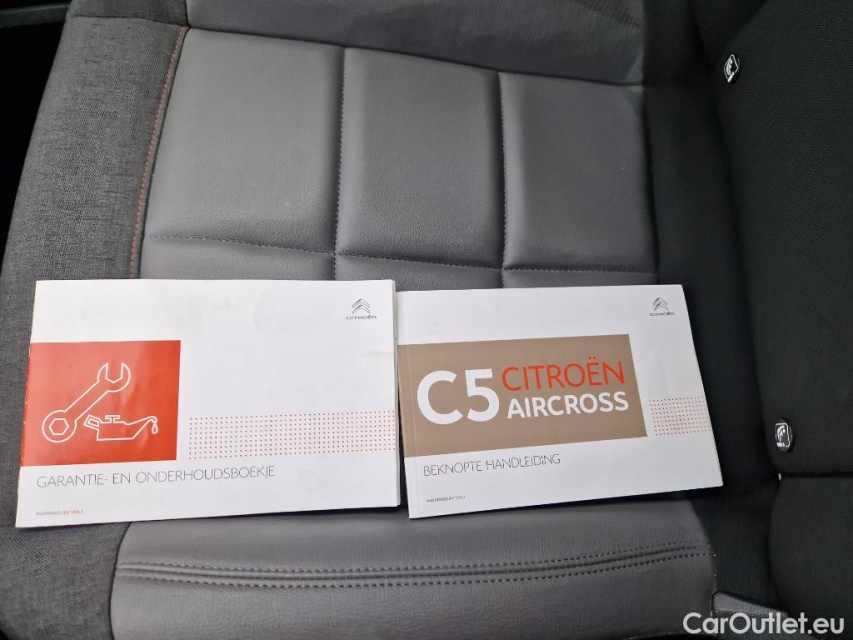 CITROËN
GARANTIE- EN ONDERHOUDSBOEKJE
INSPIRED BY YOU
CITROËN
C5 CITROËN
AIRCROSS
BEKNOPTE HANDLEIDING
INSPIRED BY YOU
CarOutlet.eu